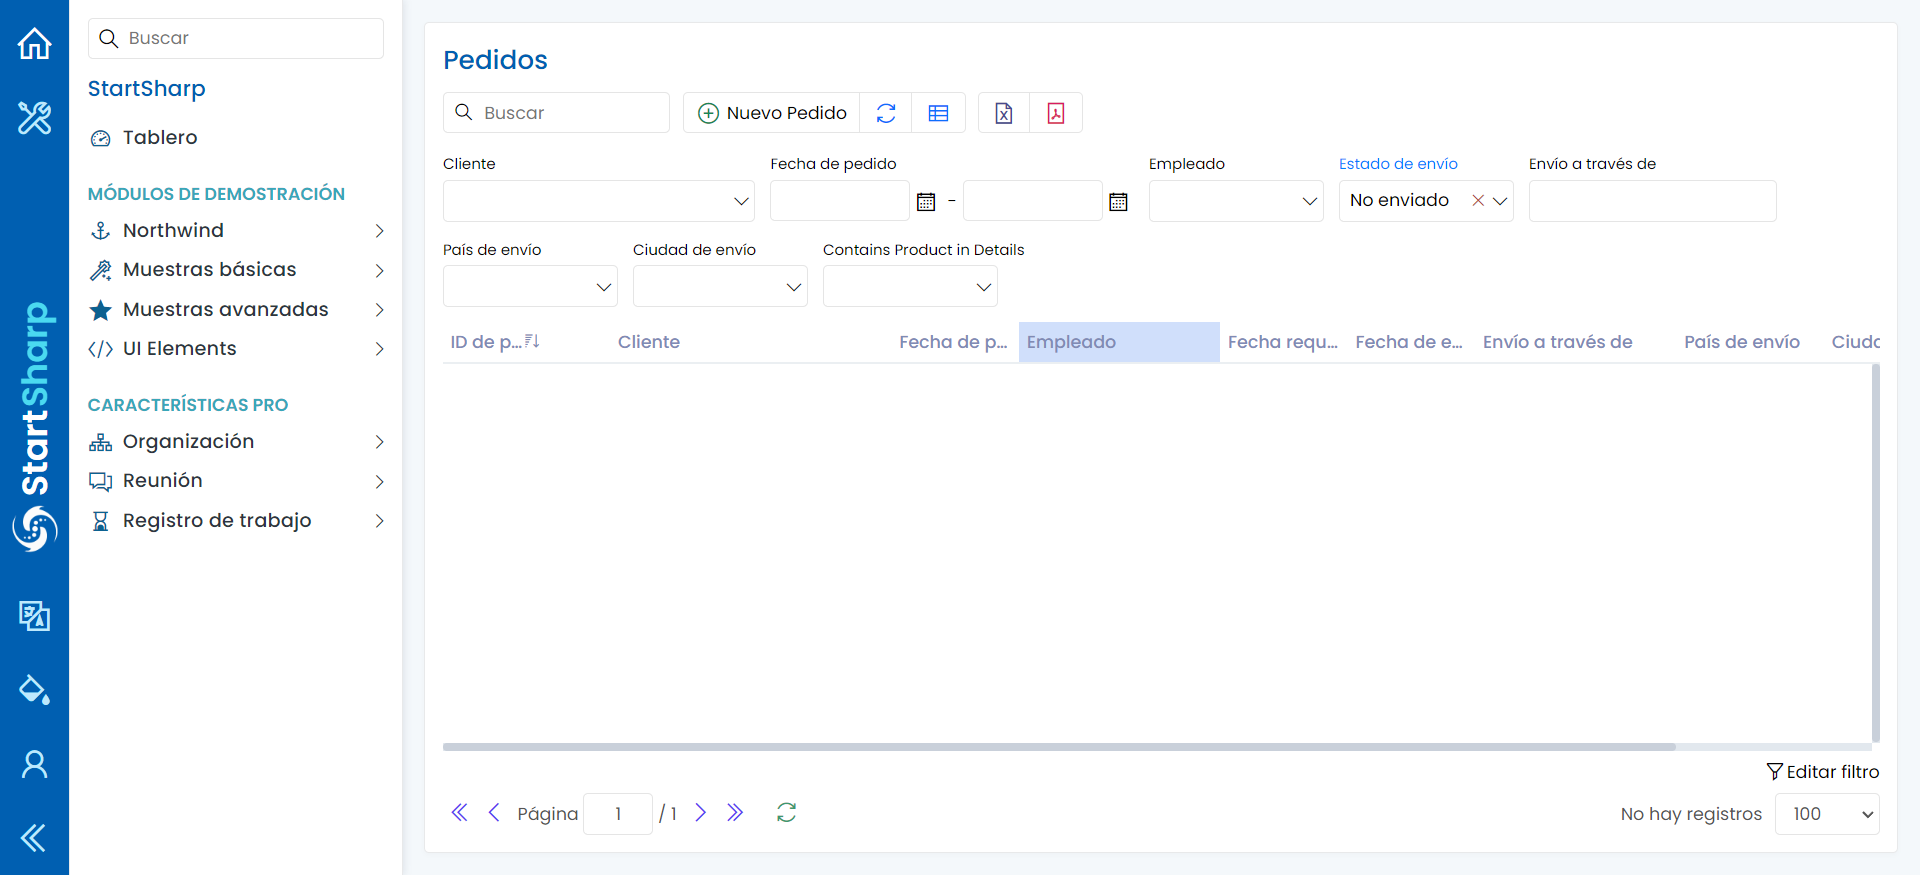 Buscar
StartSharp
Tablero
MÓDULOS DE DEMOSTRACIÓN
Northwind
Muestras básicas
Muestras avanzadas
UI Elements
CARACTERÍSTICAS PRO
Organización
Reunión
Registro de trabajo
StartSharp
Pedidos
Buscar
Nuevo Pedido
Cliente
Fecha de pedido
Empleado
Estado de envío
Envío a través de
-
No enviado
País de envío
Ciudad de envío
Contains Product in Details
ID de p...
Cliente
Fecha de p...
Empleado
Fecha requ...
Fecha de e...
Envío a través de
País de envío
Ciudc
Editar filtro
Página 1 / 1
No hay registros 100